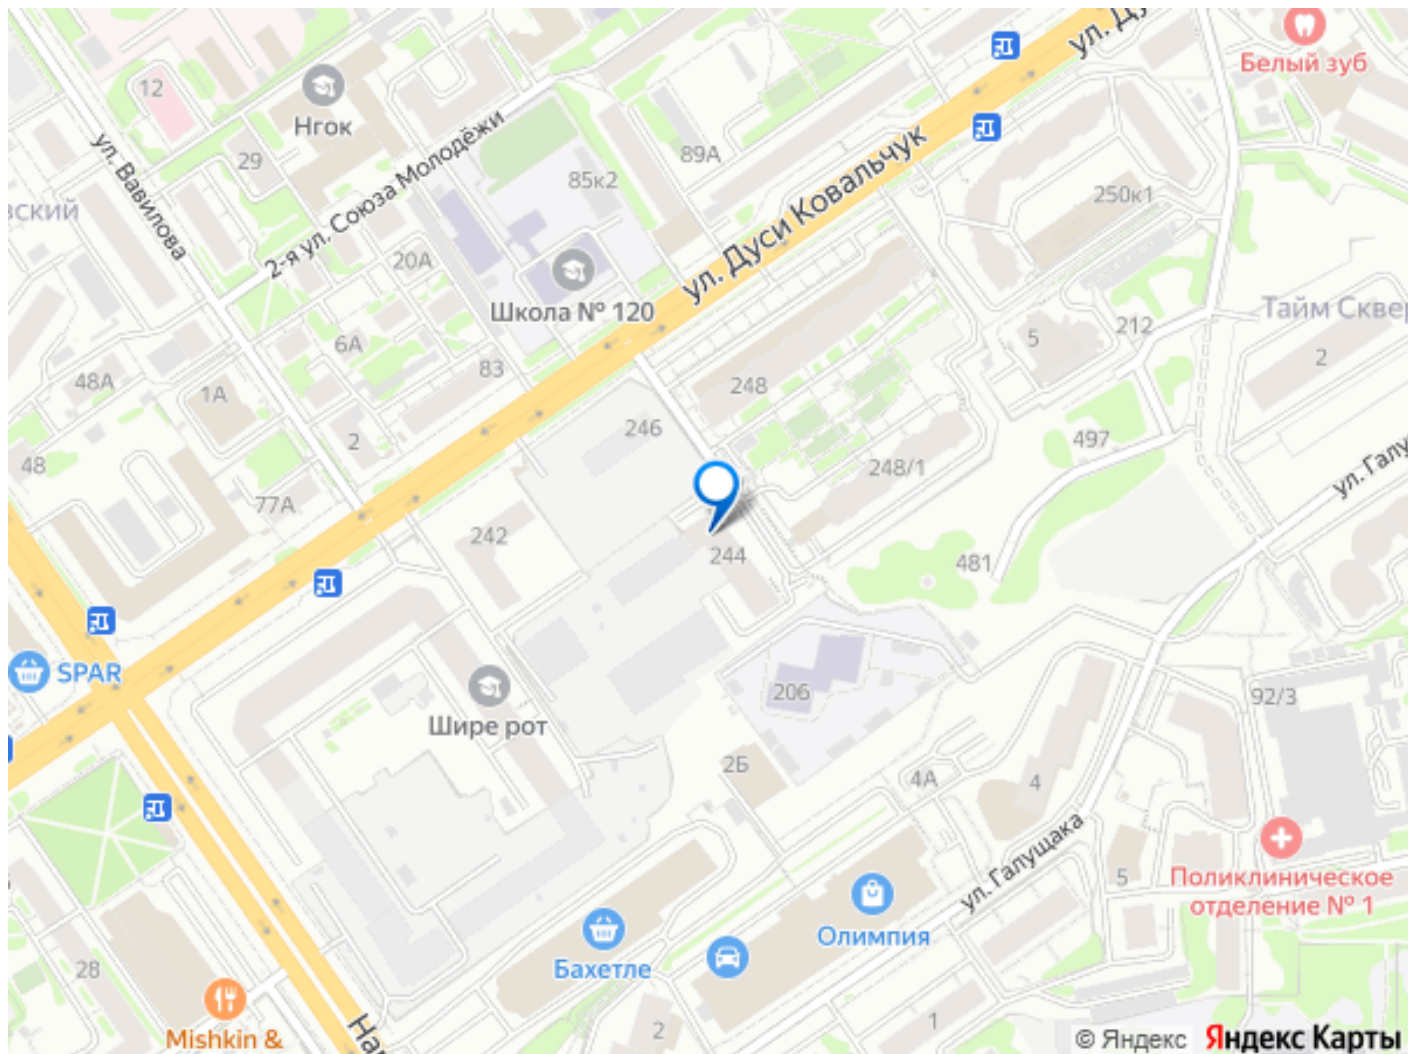 ул. Ду
Белый зуб
12
Нгок
29
ул. Вавилова
2-я ул. Союза Молодёжи
89А
85к2
ул. Дуси Ковальчук
250к1
вский
20А
Школа № 120
Тайм Сквер
212
5
2
6А
83
48А
1А
248
246
2
497
248/1
48
77А
242
244
481
ул. Галу
SPAR
206
92/3
Шире рот
2Б
4А
4
ул. Галущака
5
Поликлиническое
отделение № 1
Олимпия
Бахетле
28
Mishkin &
На
2
1
© Яндекс Яндекс Карты